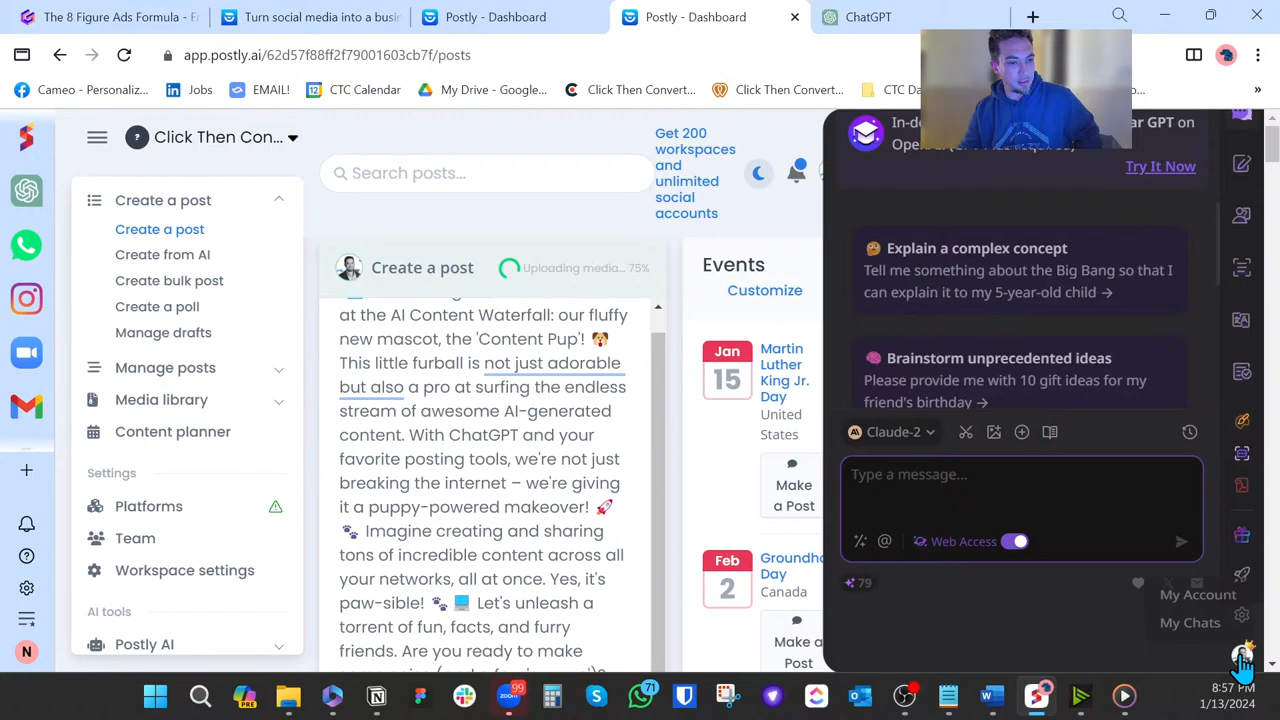 The 8 Figure Ads Formula - F
Turn social media into a busin
Postly - Dashboard
Postly - Dashboard
ChatGPT
app.postly.ai/62d57f88ff2f79001603cb7f/posts
Cameo - Personaliz...
Jobs
EMAIL!
CTC Calendar
My Drive - Google...
Click Then Convert...
Click Then Convert...
CTC Da
Click Then Con...
Search posts...
Get 200
workspaces
and
unlimited
social
accounts
Create a post
Create a post
Create from AI
Create bulk post
Create a poll
Manage drafts
Manage posts
Media library
Content planner
Settings
Platforms
Team
Workspace settings
AI tools
Postly AI
N
Create a post
Uploading media... 75%
at the AI Content Waterfall: our fluffy
new mascot, the 'Content Pup'! 🐶
This little furball is not just adorable
but also a pro at surfing the endless
stream of awesome AI-generated
content. With ChatGPT and your
favorite posting tools, we're not just
breaking the internet – we're giving
it a puppy-powered makeover! 🚀
🐾 Imagine creating and sharing
tons of incredible content across all
your networks, all at once. Yes, it's
paw-sible! 🐾 💻 Let's unleash a
torrent of fun, facts, and furry
friends. Are you ready to make
Events
Customize
Jan
15
Martin
Luther
King Jr.
Day
United
States
Make
a Post
Feb
2
Groundho
Day
Canada
Make a
Post
ar GPT on
Try It Now
🤯 Explain a complex concept
Tell me something about the Big Bang so that I
can explain it to my 5-year-old child →
🧠 Brainstorm unprecedented ideas
Please provide me with 10 gift ideas for my
friend's birthday →
Claude-2
Type a message...
Web Access
79
My Account
My Chats
PRE
99
zoom
71
8:57 PM
1/13/2024